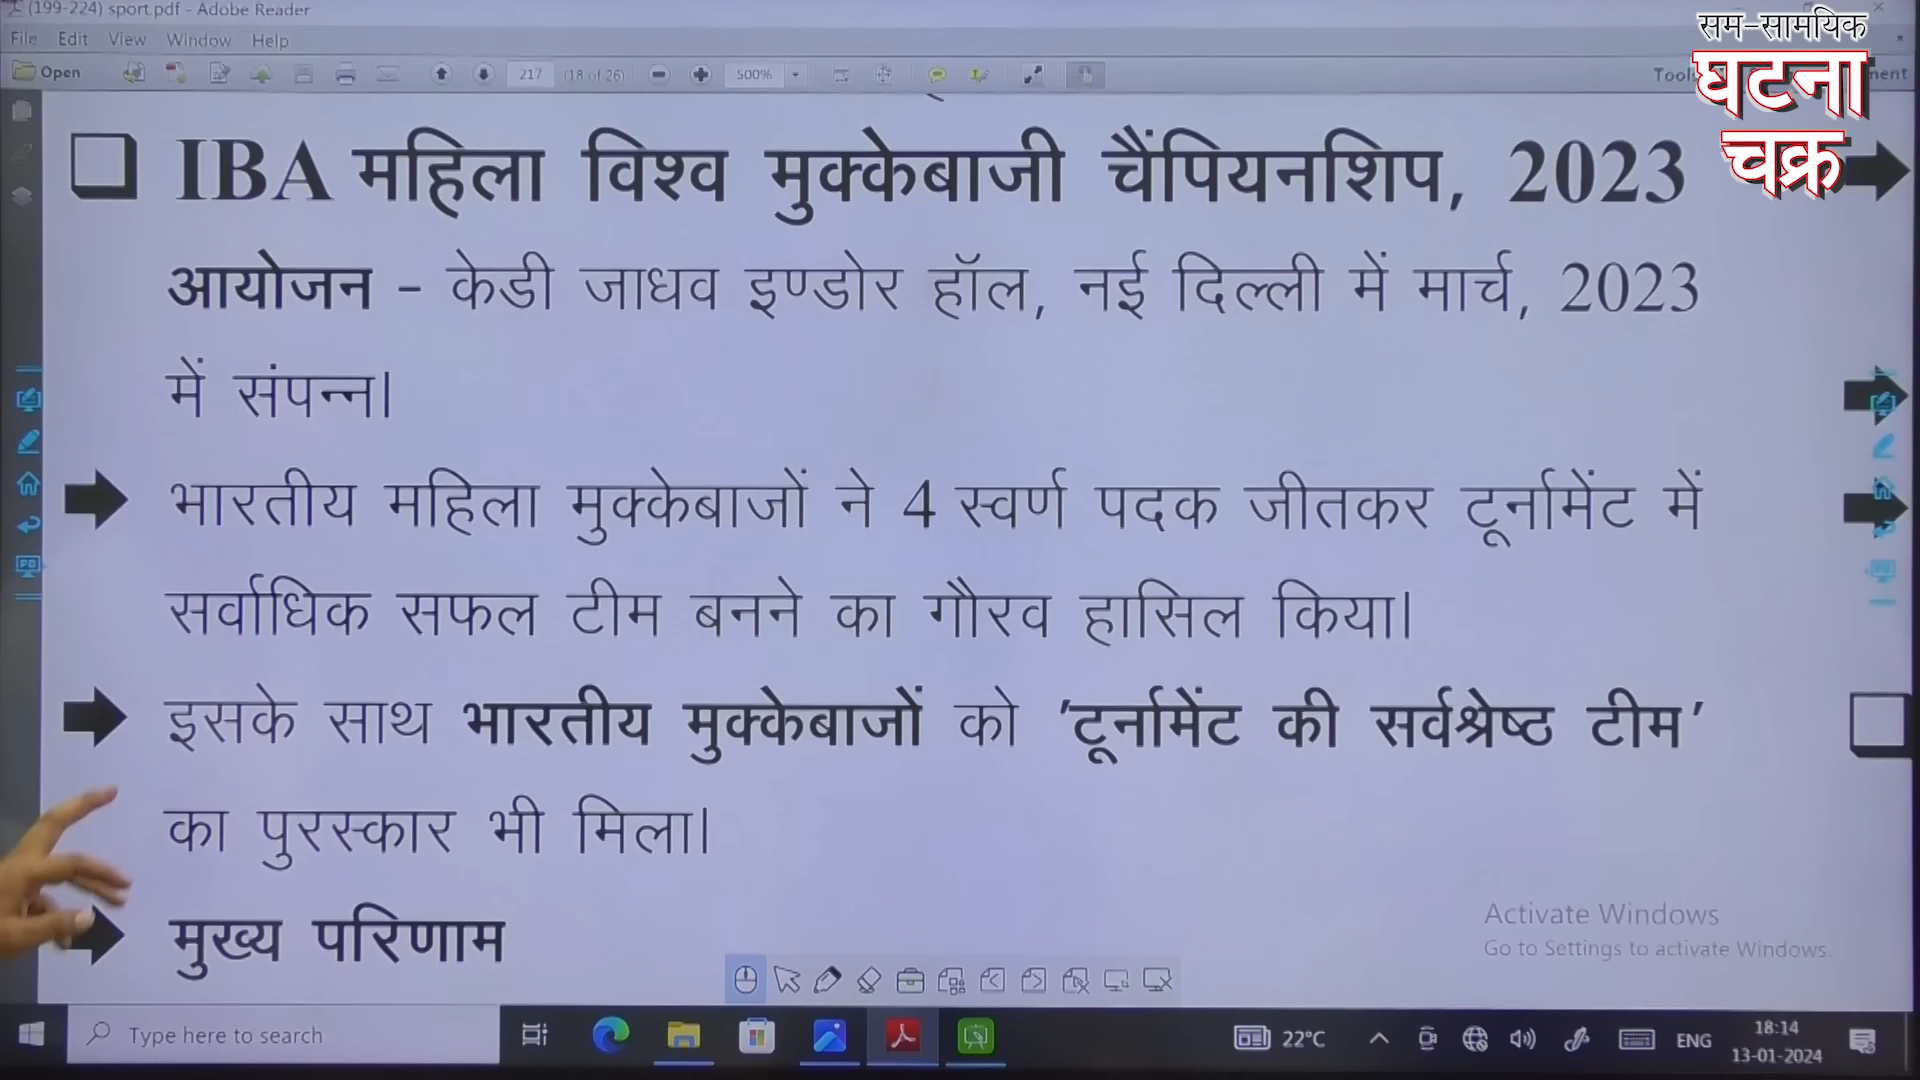 (199-224) sport.pdf - Adobe Reader
File Edit View Window Help
Open 217 (18 of 26) 500%
सम-सामयिक
घटना
चक्र
IBA महिला विश्व मुक्केबाजी चैंपियनशिप, 2023
आयोजन - केडी जाधव इण्डोर हॉल, नई दिल्ली में मार्च, 2023
में संपन्न।
भारतीय महिला मुक्केबाजों ने 4 स्वर्ण पदक जीतकर टूर्नामेंट में
सर्वाधिक सफल टीम बनने का गौरव हासिल किया।
इसके साथ भारतीय मुक्केबाजों को 'टूर्नामेंट की सर्वश्रेष्ठ टीम'
का पुरस्कार भी मिला।
मुख्य परिणाम
Activate Windows
Go to Settings to activate Windows.
Type here to search
22°C
ENG
18:14
13-01-2024